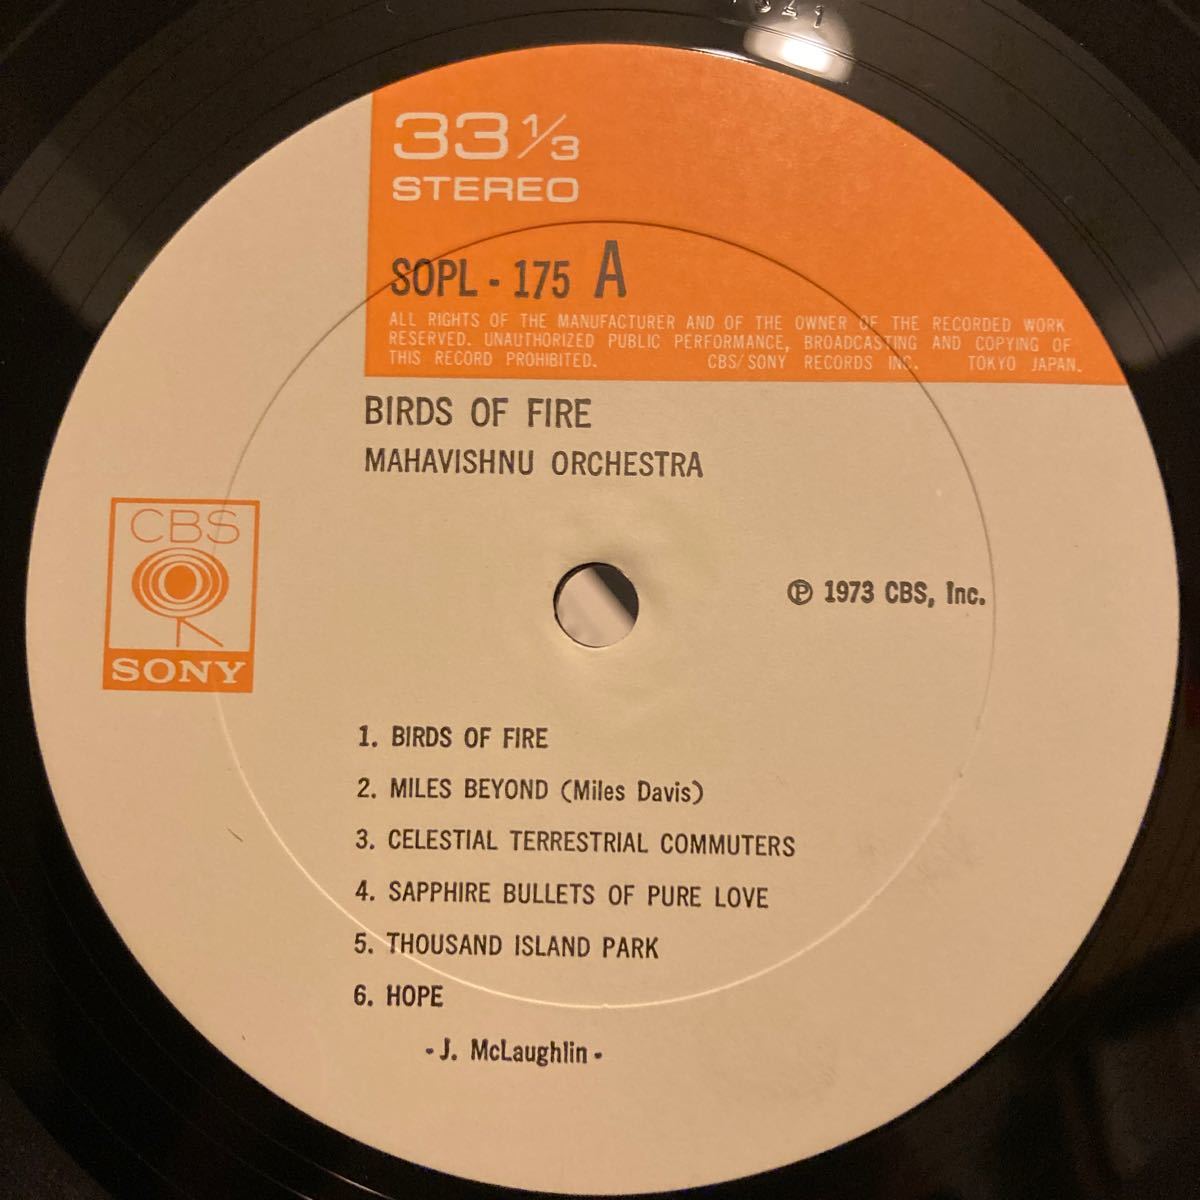 33 1/3
STEREO
SOPL - 175 A
ALL RIGHTS OF THE MANUFACTURER AND OF THE OWNER OF THE RECORDED WORK
RESERVED. UNAUTHORIZED PUBLIC PERFORMANCE, BROADCASTING AND COPYING OF
THIS RECORD PROHIBITED. CBS/SONY RECORDS INC. TOKYO JAPAN.
BIRDS OF FIRE
MAHAVISHNU ORCHESTRA
CBS
SONY
℗ 1973 CBS, Inc.
1. BIRDS OF FIRE
2. MILES BEYOND (Miles Davis)
3. CELESTIAL TERRESTRIAL COMMUTERS
4. SAPPHIRE BULLETS OF PURE LOVE
5. THOUSAND ISLAND PARK
6. HOPE
- J. McLaughlin -